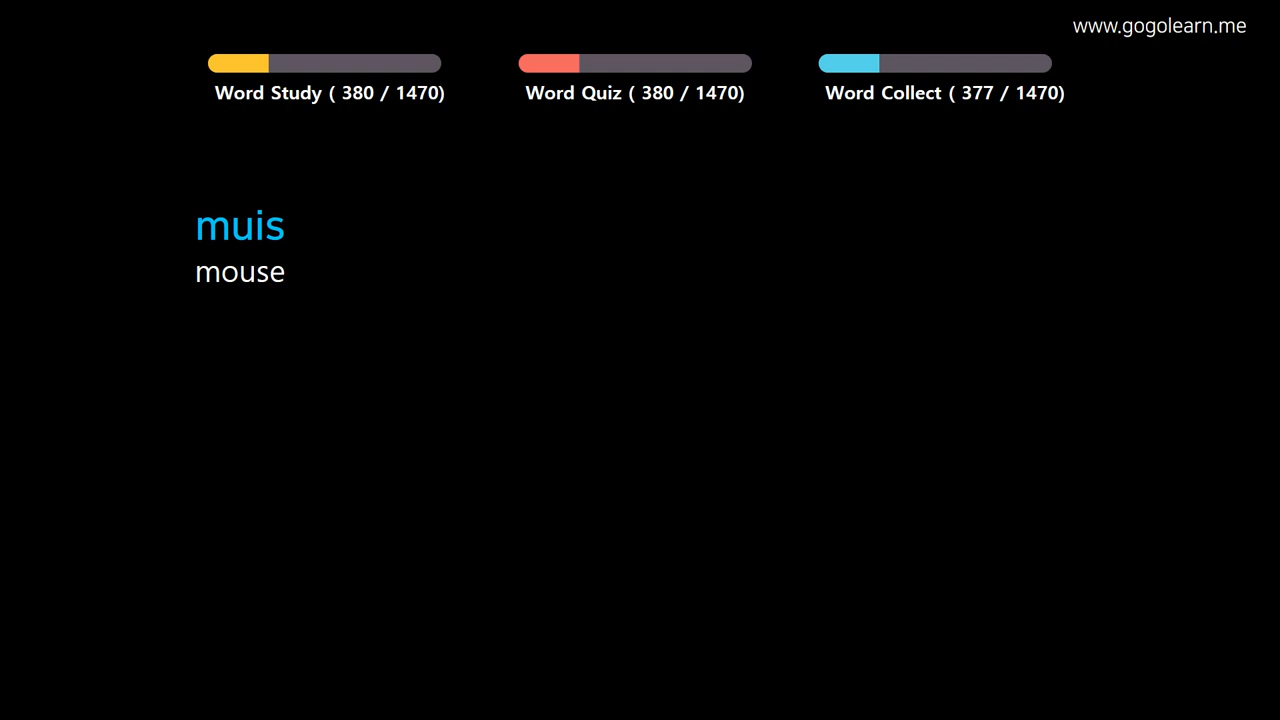 www.gogolearn.me
Word Study ( 380 / 1470)
Word Quiz ( 380 / 1470)
Word Collect ( 377 / 1470)
muis
mouse